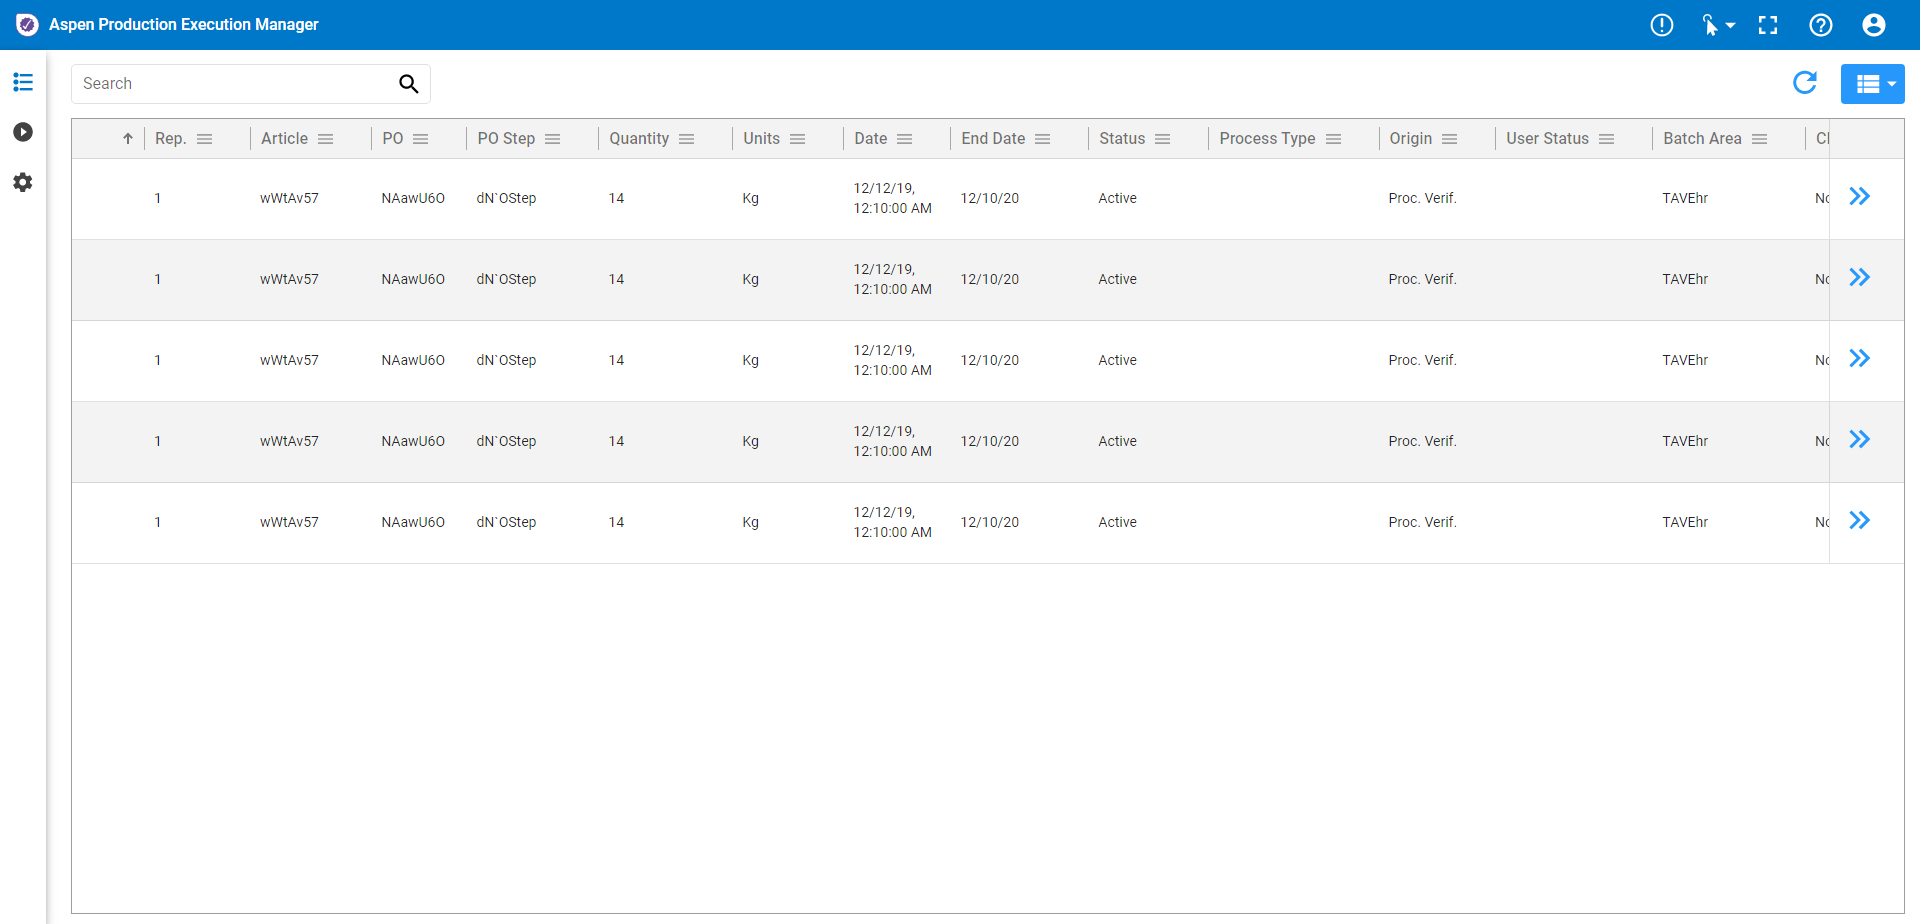 Aspen Production Execution Manager
Search
Rep. Article PO PO Step Quantity Units Date End Date Status Process Type Origin User Status Batch Area
1 wWtAv57 NAawU6O dN`OStep 14 Kg 12/12/19, 12:10:00 AM 12/10/20 Active Proc. Verif. TAVEhr
1 wWtAv57 NAawU6O dN`OStep 14 Kg 12/12/19, 12:10:00 AM 12/10/20 Active Proc. Verif. TAVEhr
1 wWtAv57 NAawU6O dN`OStep 14 Kg 12/12/19, 12:10:00 AM 12/10/20 Active Proc. Verif. TAVEhr
1 wWtAv57 NAawU6O dN`OStep 14 Kg 12/12/19, 12:10:00 AM 12/10/20 Active Proc. Verif. TAVEhr
1 wWtAv57 NAawU6O dN`OStep 14 Kg 12/12/19, 12:10:00 AM 12/10/20 Active Proc. Verif. TAVEhr